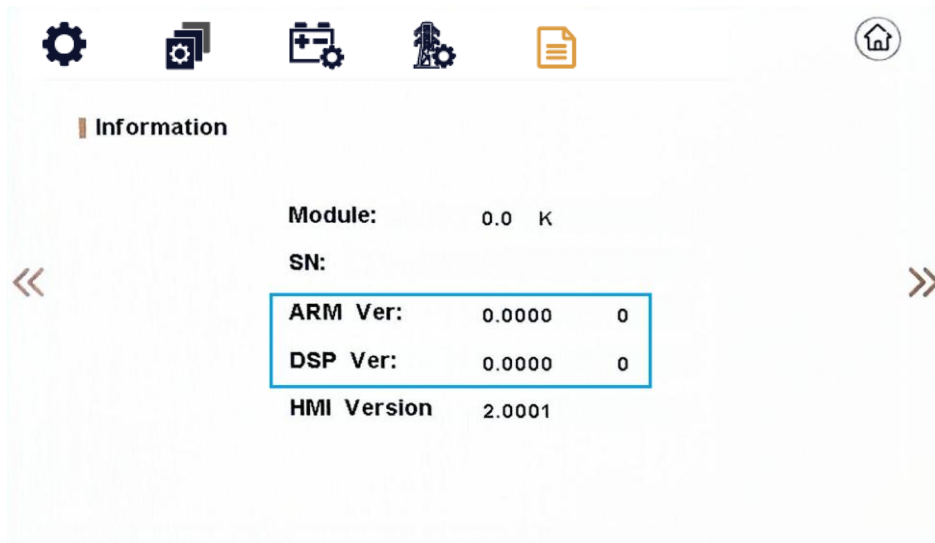 Information
Module: 0.0 K
SN:
ARM Ver: 0.0000 0
DSP Ver: 0.0000 0
HMI Version 2.0001